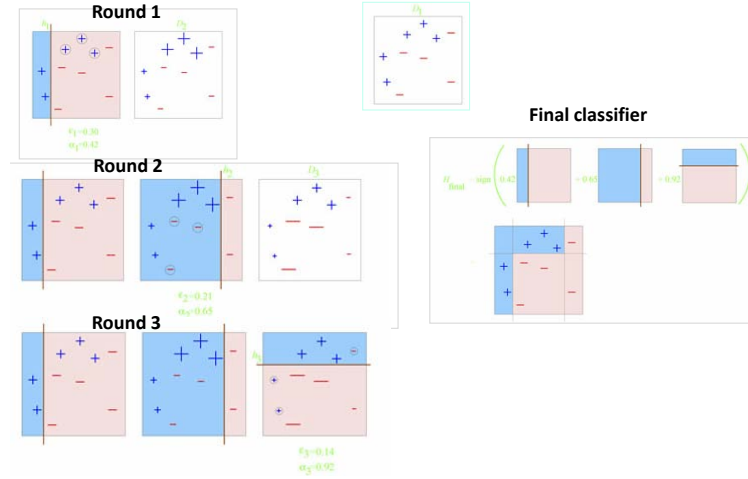 Round 1
h1
D2
ε1=0.30
α1=0.42
D1
Round 2
h2
D3
ε2=0.21
α2=0.65
Round 3
h3
ε3=0.14
α3=0.92
Final classifier
H final = sign ( 0.42 + 0.65 + 0.92 )